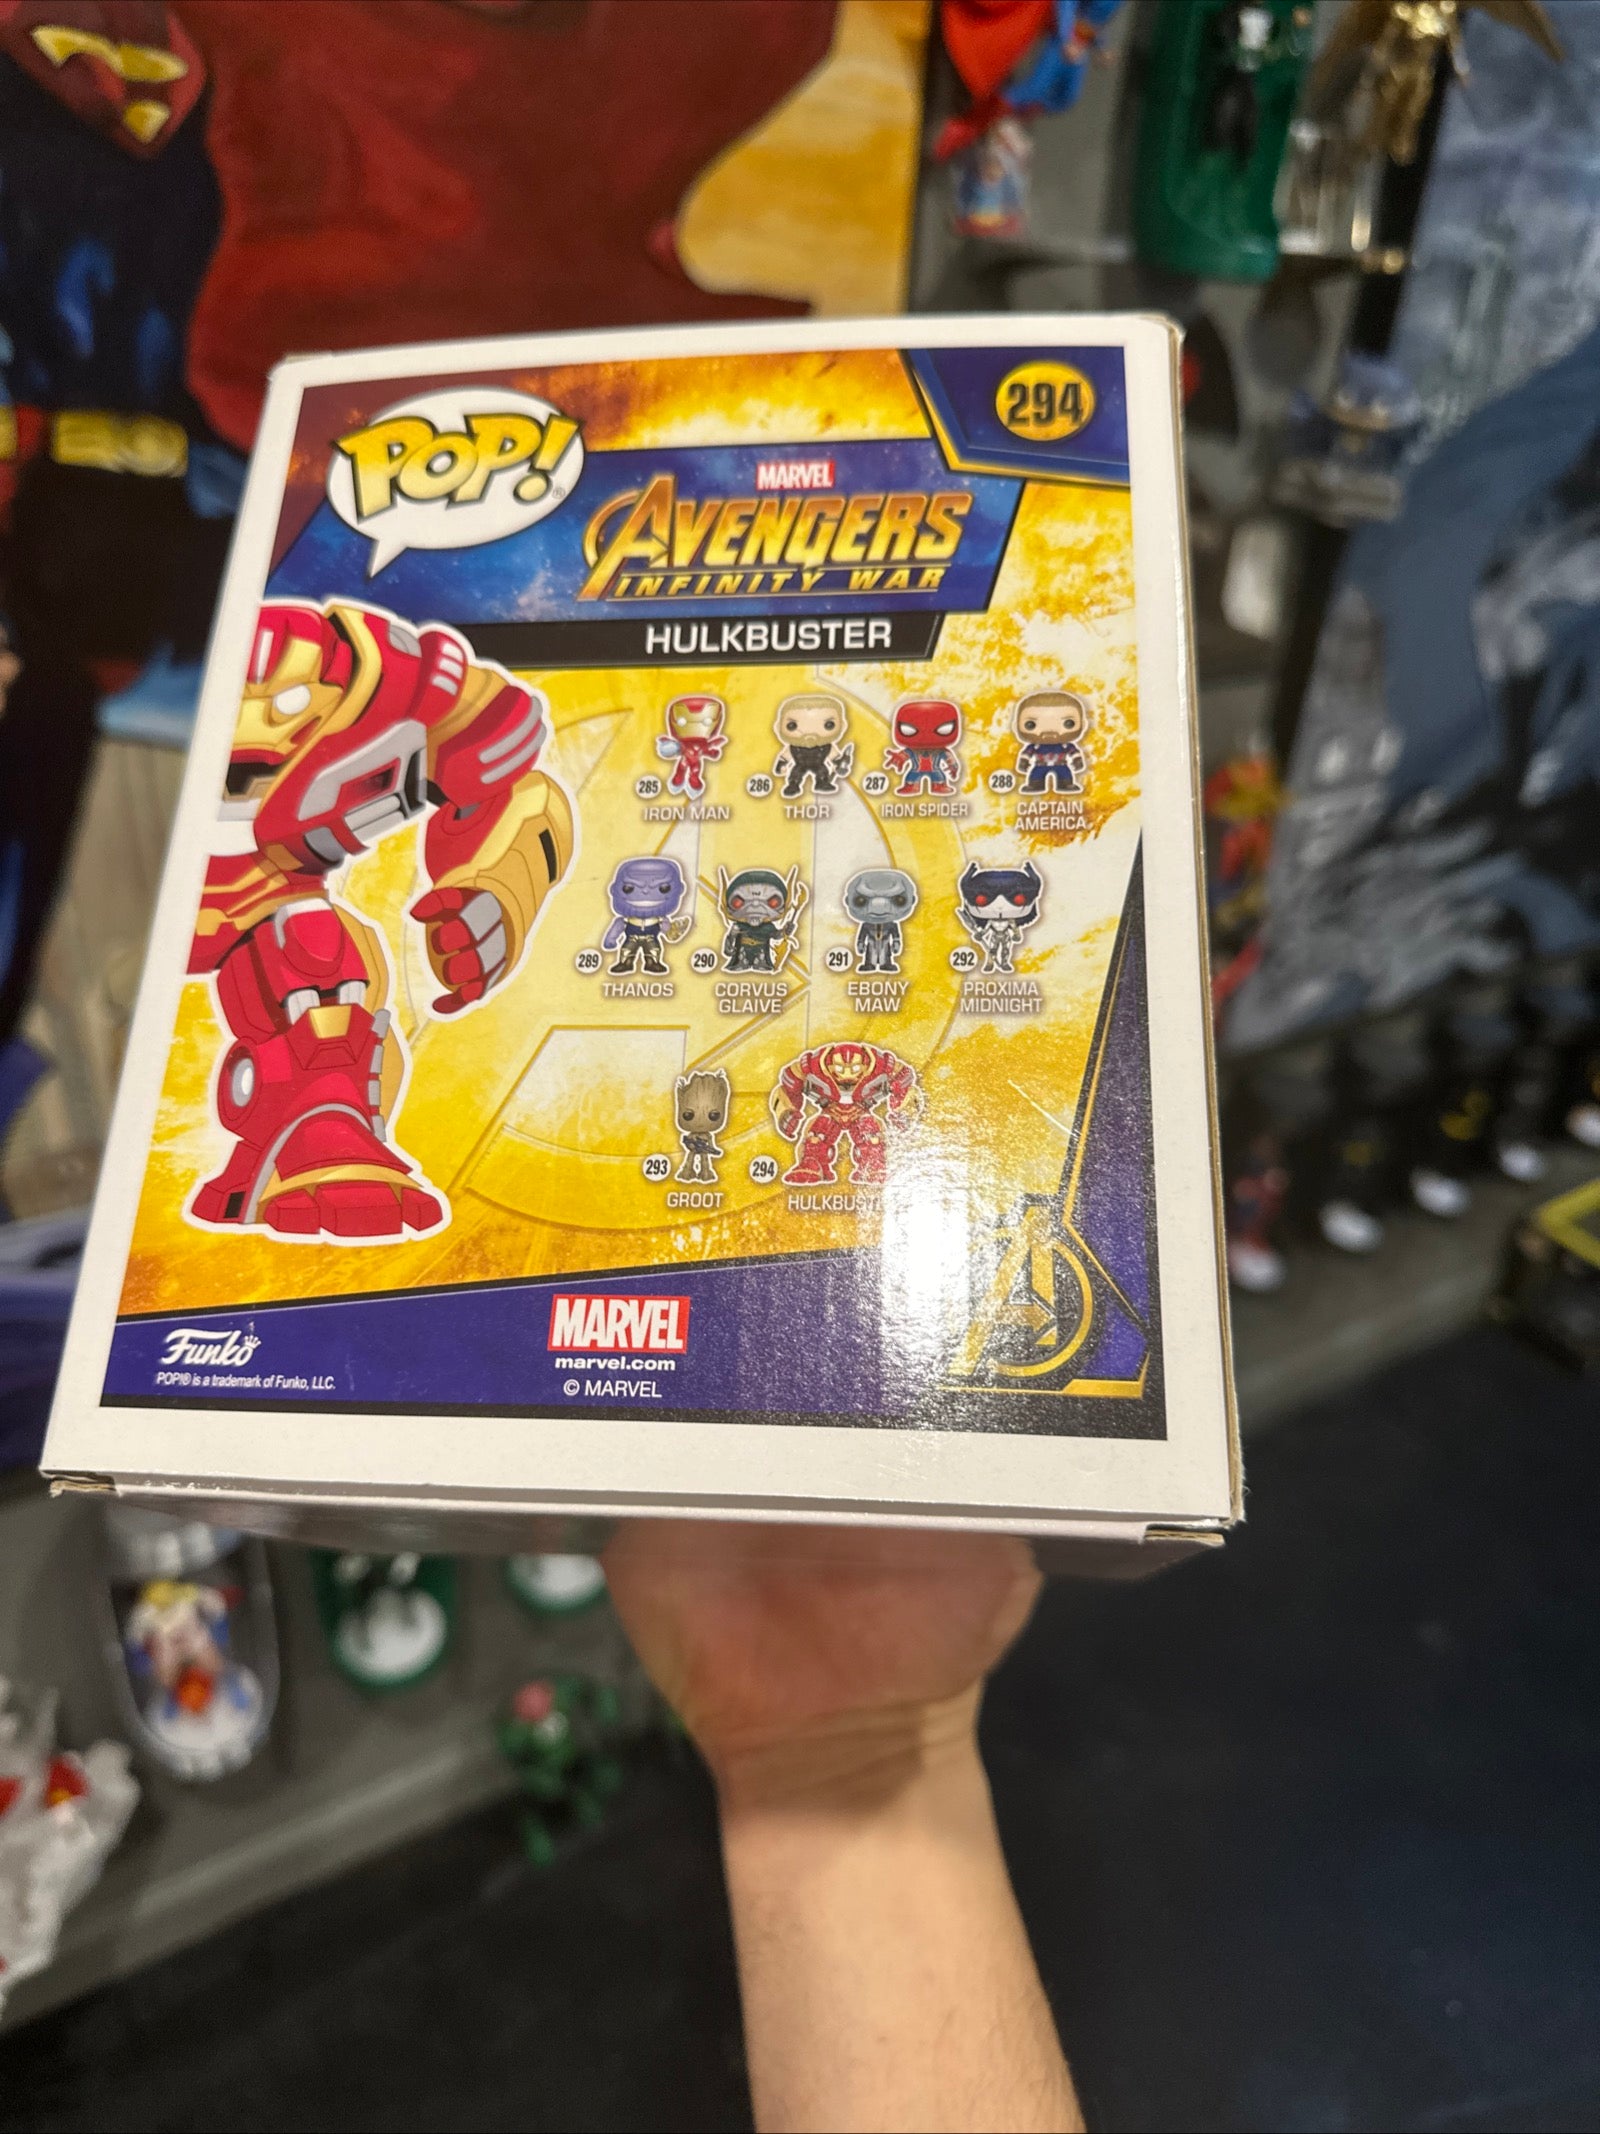 POP!®
294
MARVEL
AVENGERS
INFINITY WAR
HULKBUSTER
285 IRON MAN
286 THOR
287 IRON SPIDER
288 CAPTAIN
AMERICA
289 THANOS
290 CORVUS
GLAIVE
291 EBONY
MAW
292 PROXIMA
MIDNIGHT
293 GROOT
294
Funko
POP!® is a trademark of Funko, LLC.
MARVEL
marvel.com
© MARVEL